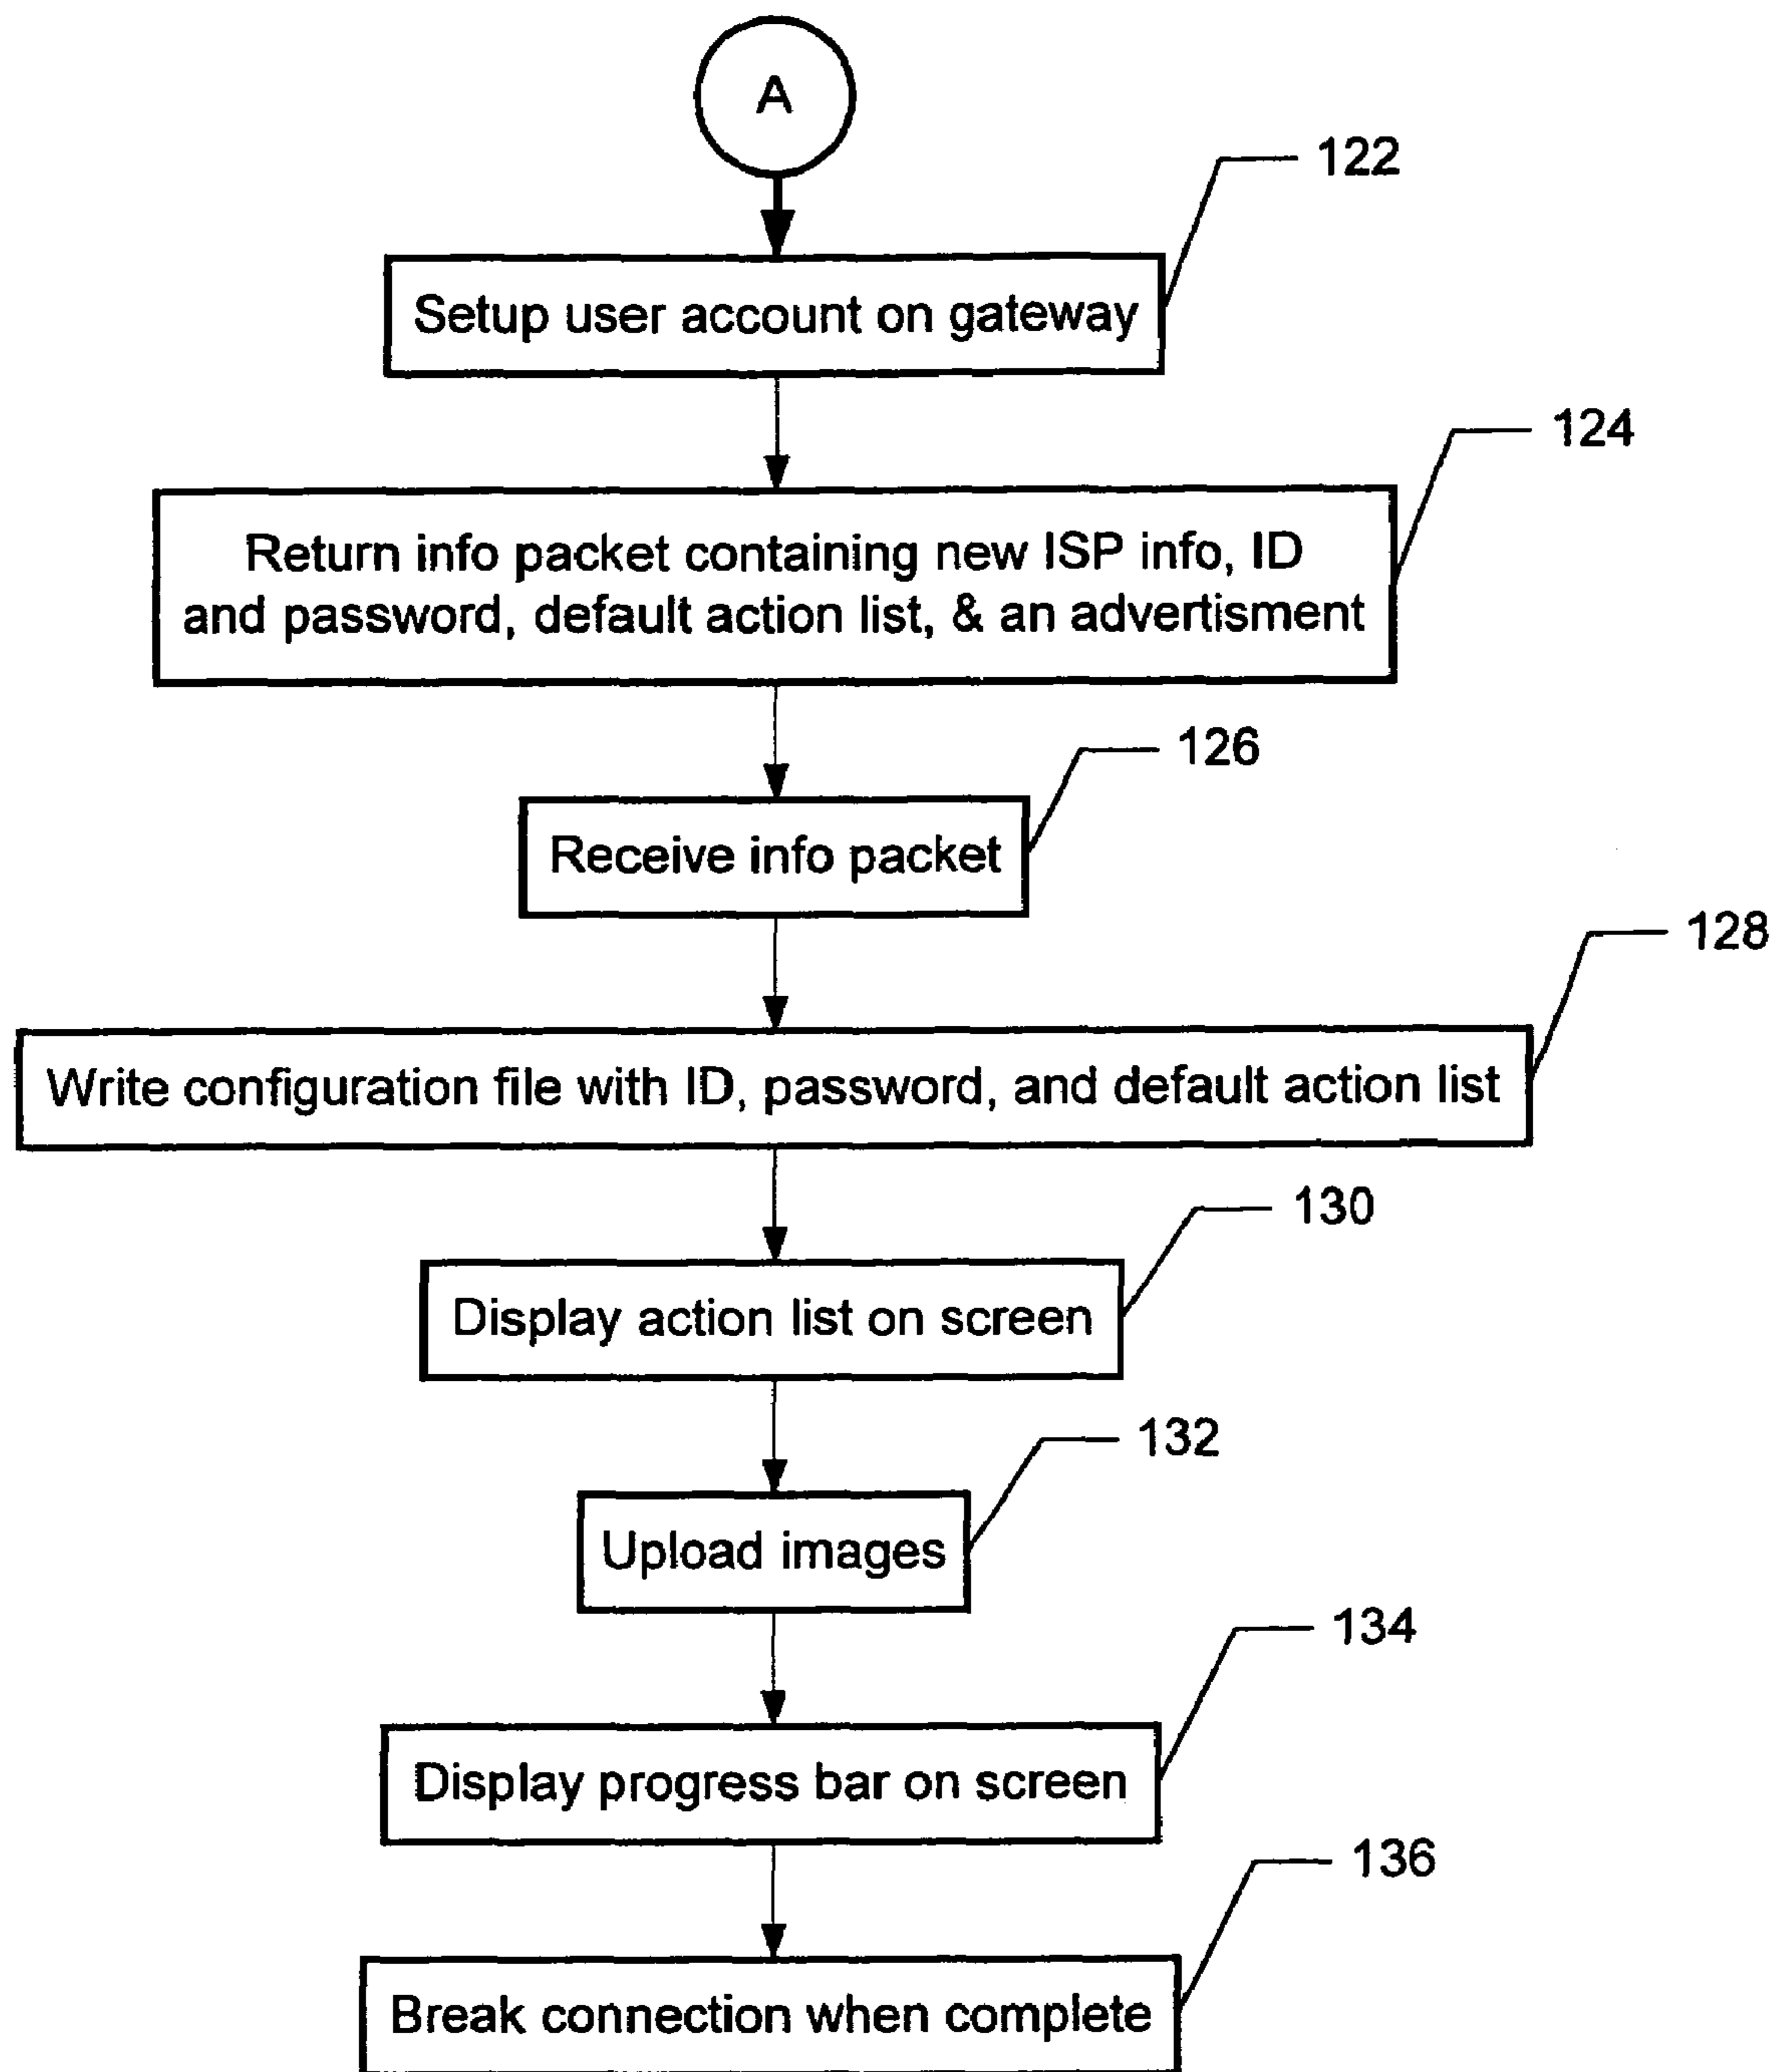 A
122
Setup user account on gateway
124
Return info packet containing new ISP info, ID
and password, default action list, & an advertisment
126
Receive info packet
128
Write configuration file with ID, password, and default action list
130
Display action list on screen
132
Upload images
134
Display progress bar on screen
136
Break connection when complete